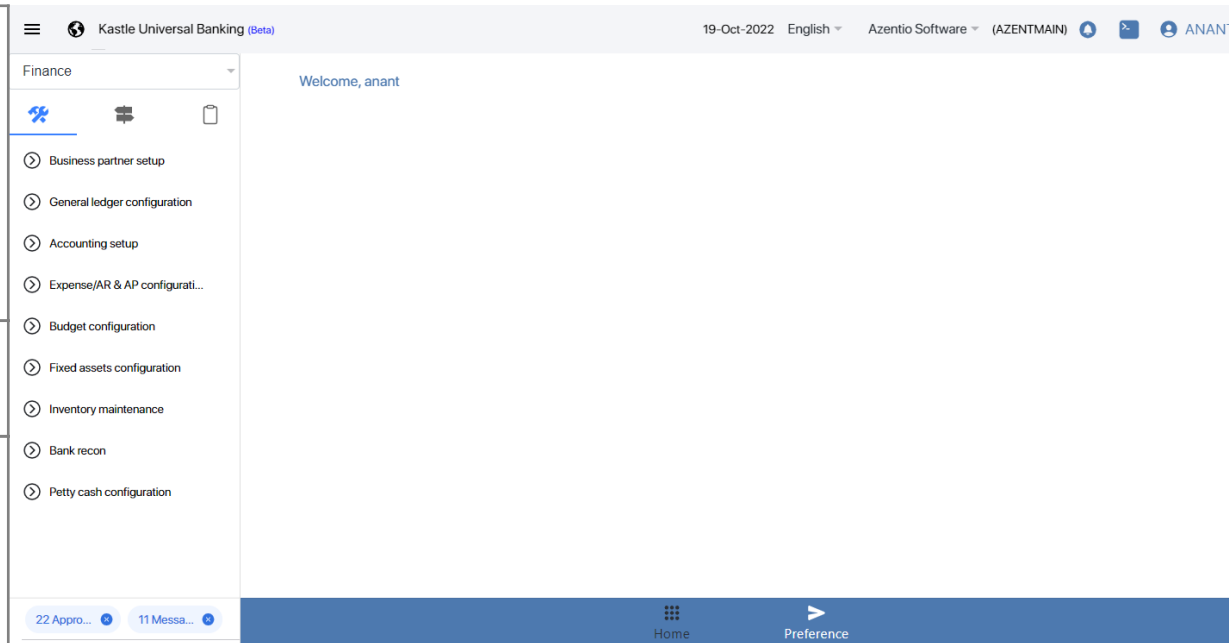 Kastle Universal Banking (Beta)
19-Oct-2022 English Azentio Software (AZENTMAIN) ANANT
Finance
Welcome, anant
Business partner setup
General ledger configuration
Accounting setup
Expense/AR & AP configurati...
Budget configuration
Fixed assets configuration
Inventory maintenance
Bank recon
Petty cash configuration
22 Appro... 11 Messa...
Home Preference